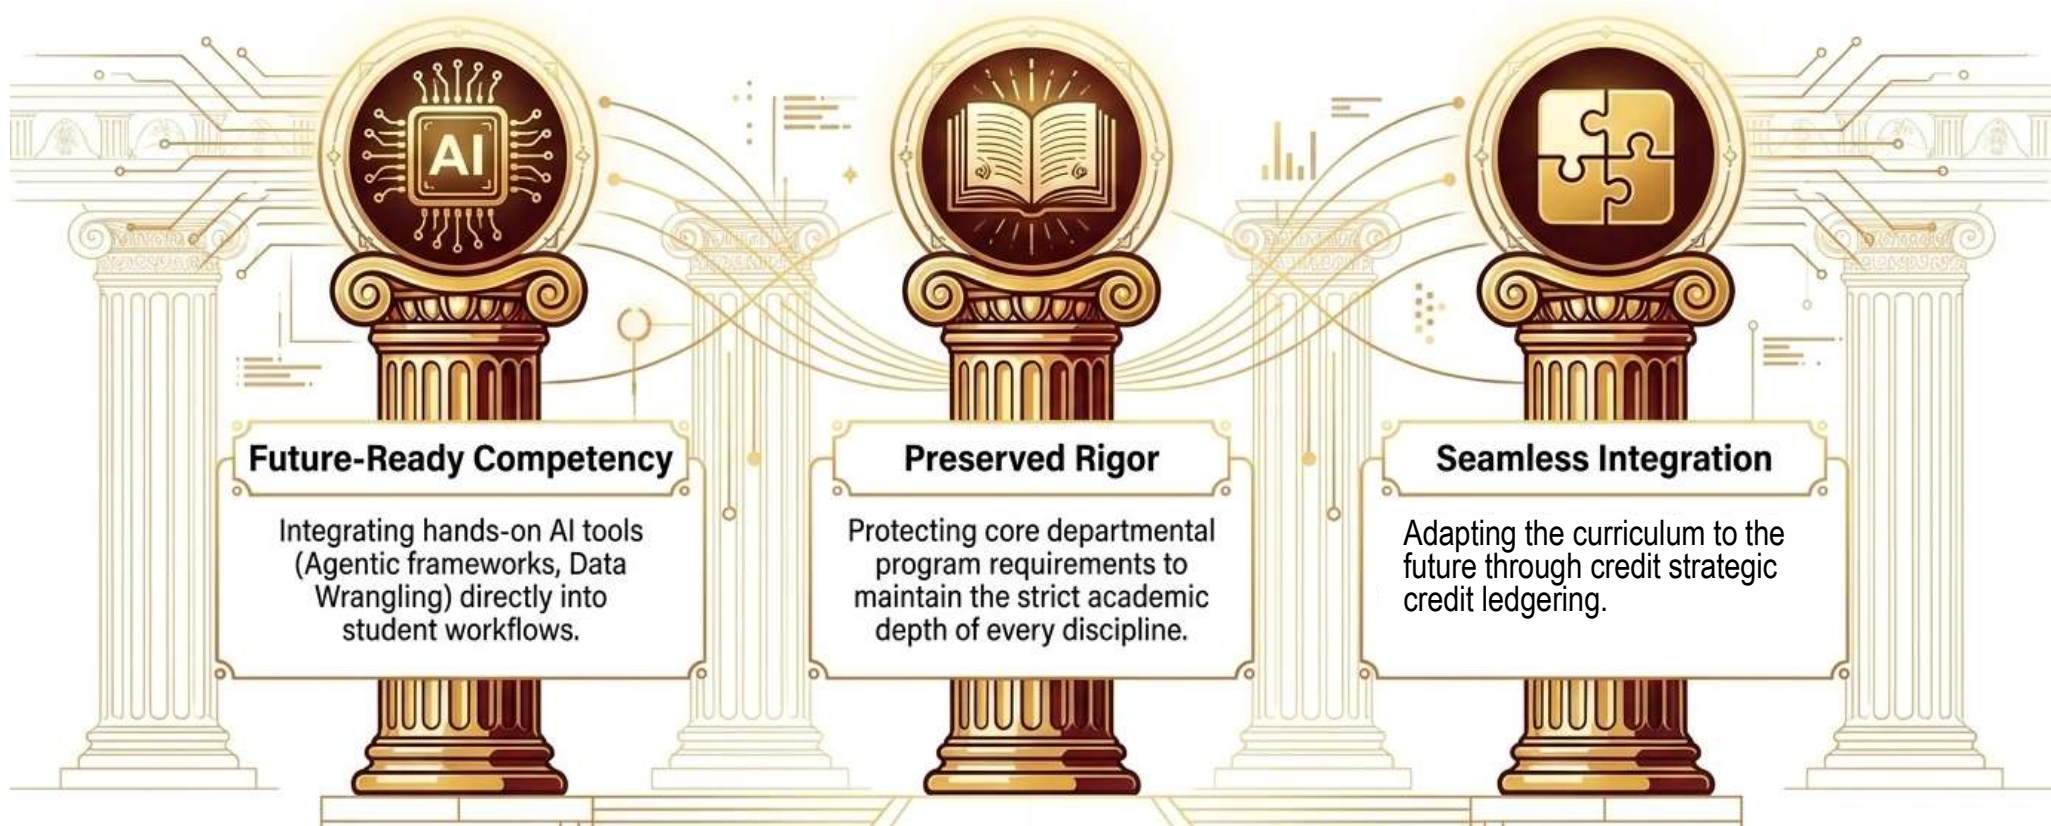 AI
Future-Ready Competency
Integrating hands-on AI tools
(Agentic frameworks, Data
Wrangling) directly into
student workflows.
Preserved Rigor
Protecting core departmental
program requirements to
maintain the strict academic
depth of every discipline.
Seamless Integration
Adapting the curriculum to the
future through credit strategic
credit ledgering.